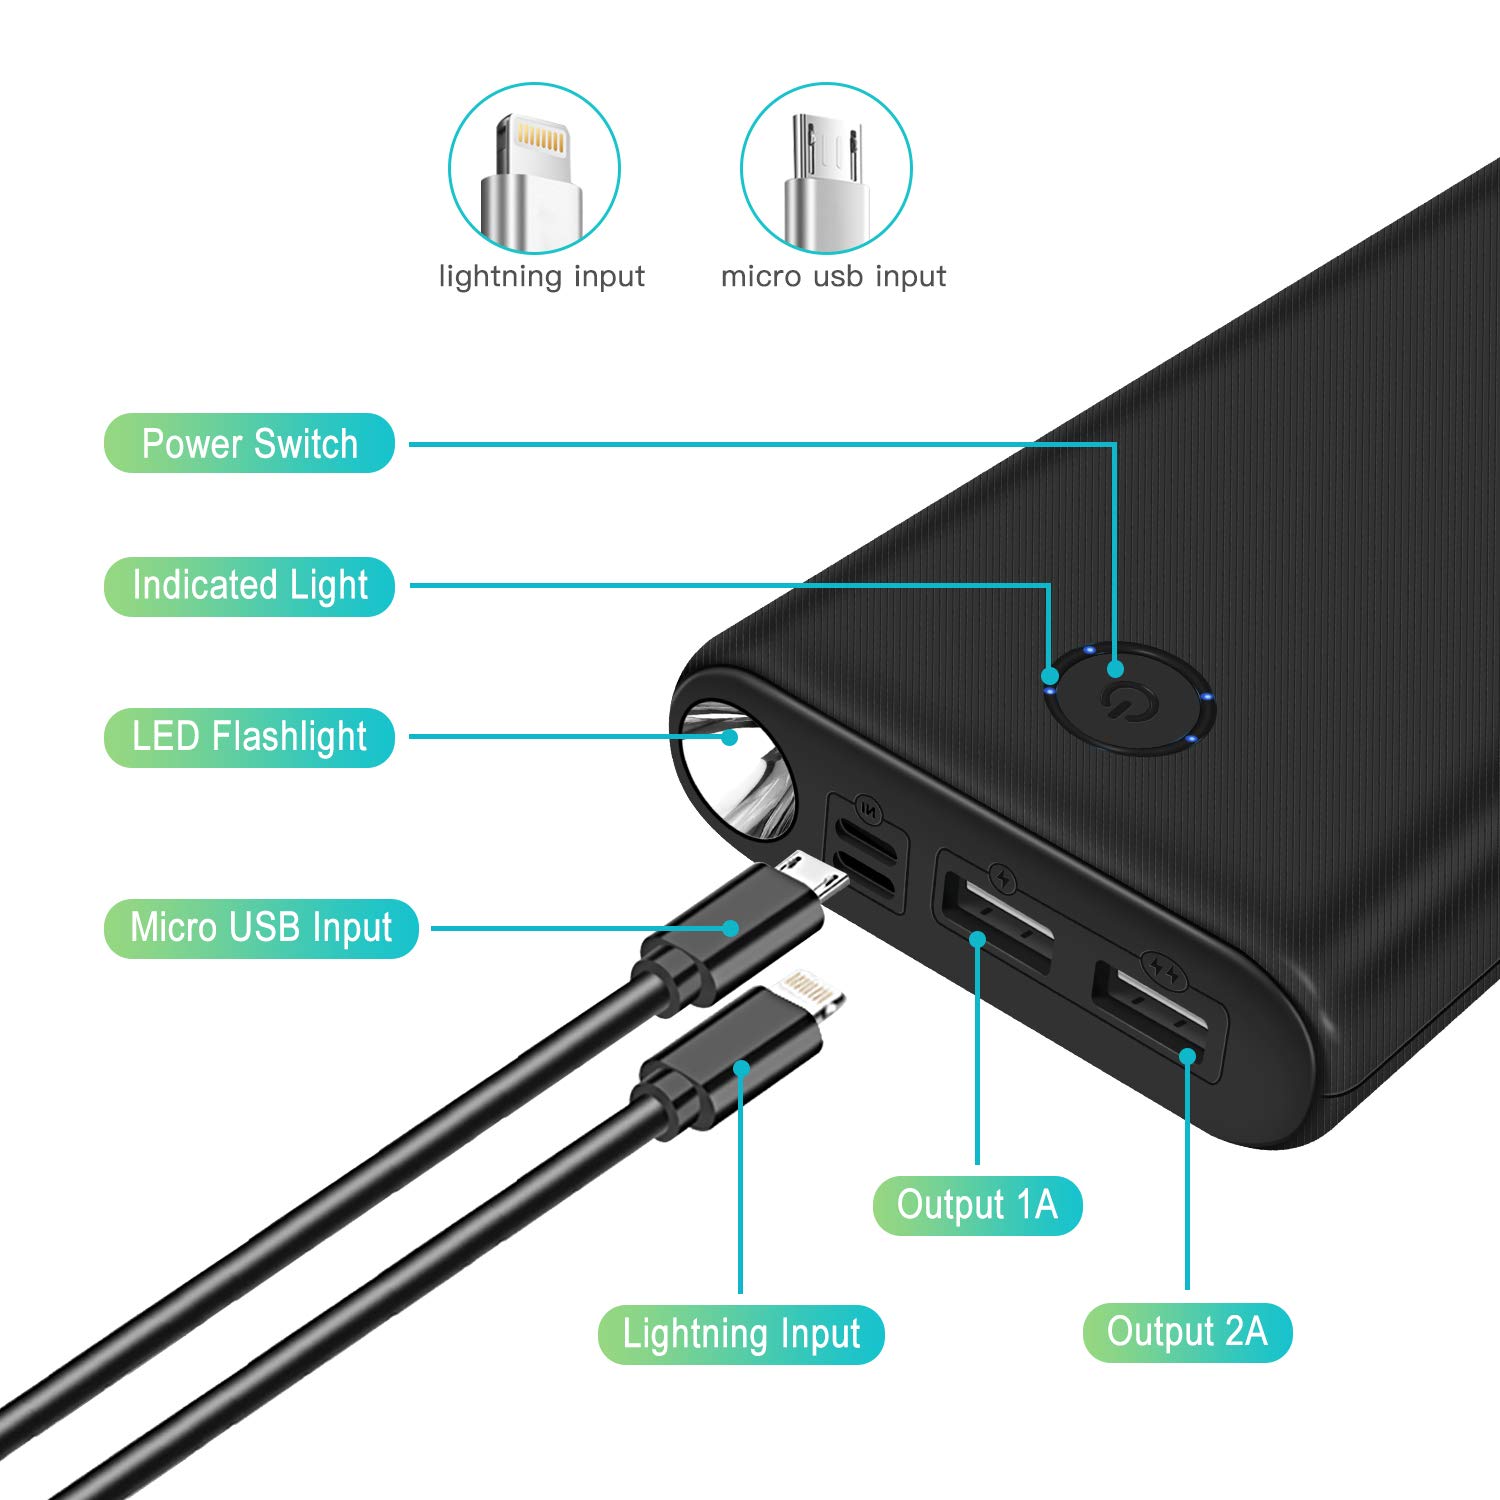 lightning input
micro usb input
Power Switch
Indicated Light
LED Flashlight
IN
Micro USB Input
Output 1A
Lightning Input
Output 2A